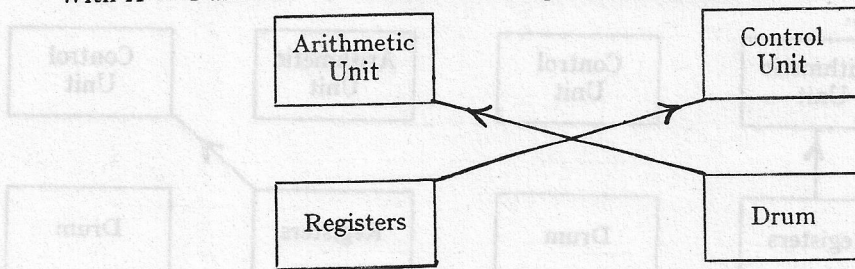 Arithmetic
Unit
Control
Unit
Registers
Drum